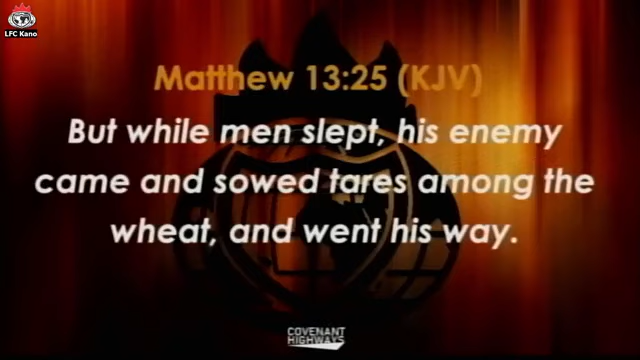 LFC Kano
Matthew 13:25 (KJV)
But while men slept, his enemy
came and sowed tares among the
wheat, and went his way.
COVENANT
HIGHWAYS